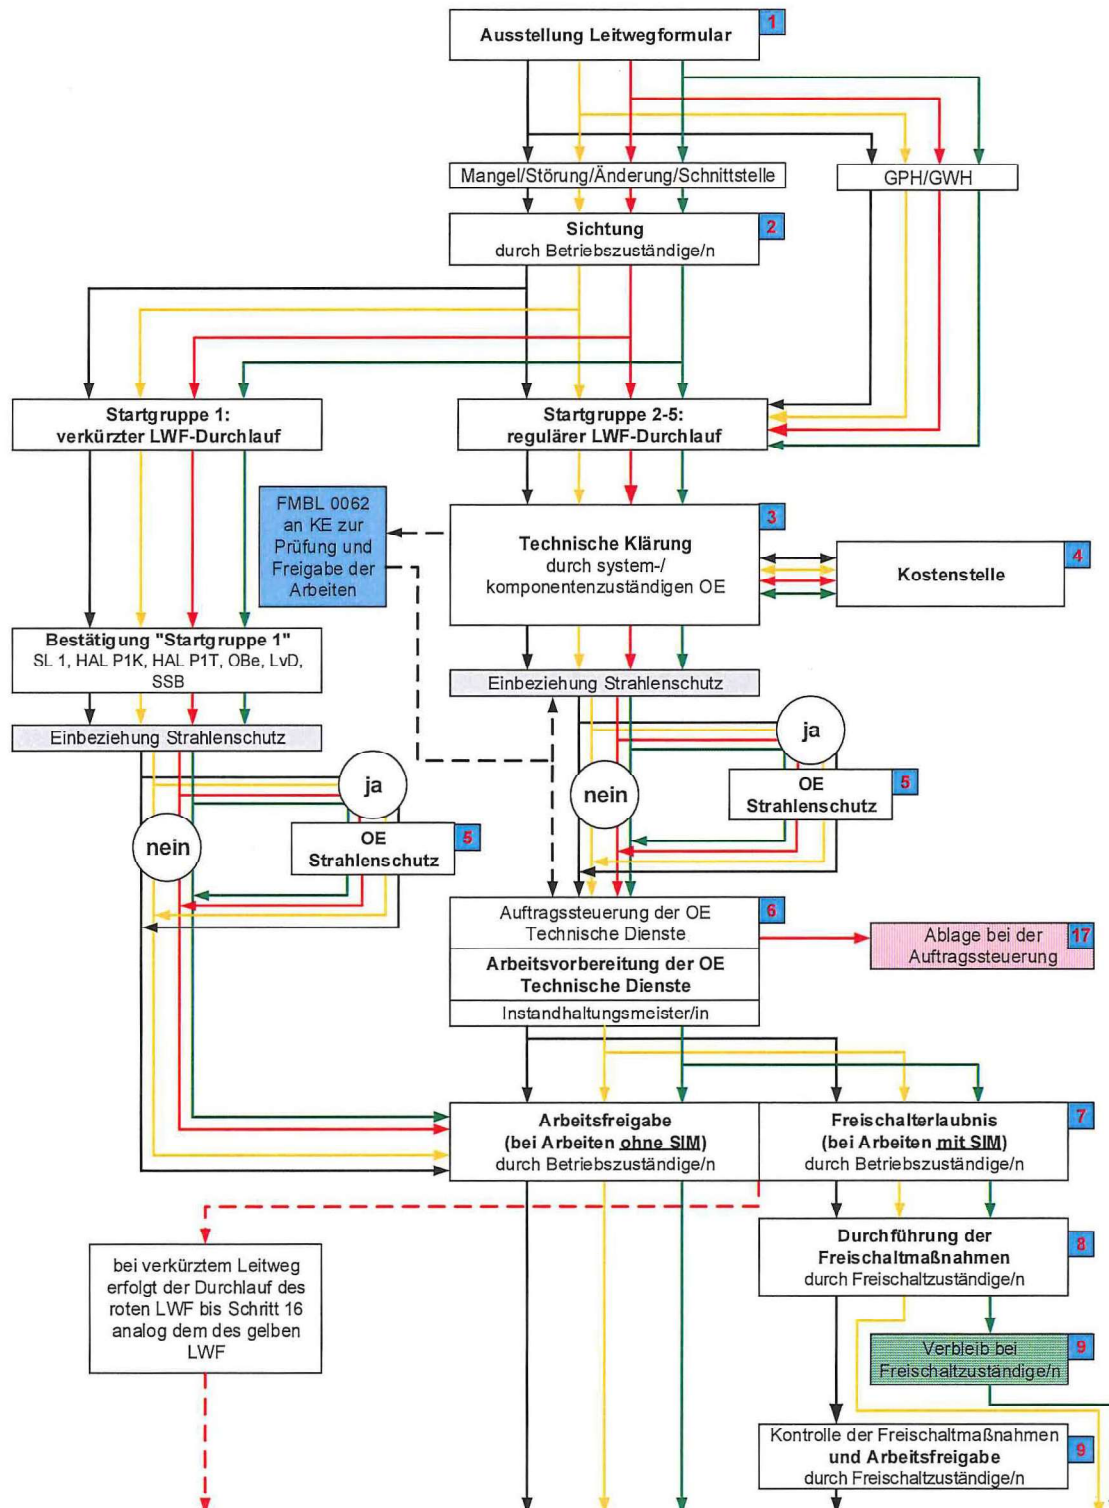 1
Ausstellung Leitwegformular
Mangel/Störung/Änderung/Schnittstelle
GPH/GWH
2
Sichtung
durch Betriebszuständige/n
Startgruppe 1:
verkürzter LWF-Durchlauf
Startgruppe 2-5:
regulärer LWF-Durchlauf
FMBL 0062
an KE zur
Prüfung und
Freigabe der
Arbeiten
3
Technische Klärung
durch system-/
komponentenzuständigen OE
4
Kostenstelle
Bestätigung "Startgruppe 1"
SL 1, HAL P1K, HAL P1T, OBe, LvD,
SSB
Einbeziehung Strahlenschutz
Einbeziehung Strahlenschutz
ja
nein
5
OE
Strahlenschutz
ja
nein
5
OE
Strahlenschutz
6
Auftragssteuerung der OE
Technische Dienste
Arbeitsvorbereitung der OE
Technische Dienste
Instandhaltungsmeister/in
17
Ablage bei der
Auftragssteuerung
Arbeitsfreigabe
(bei Arbeiten ohne SIM)
durch Betriebszuständige/n
7
Freischalterlaubnis
(bei Arbeiten mit SIM)
durch Betriebszuständige/n
bei verkürztem Leitweg
erfolgt der Durchlauf des
roten LWF bis Schritt 16
analog dem des gelben
LWF
8
Durchführung der
Freischaltmaßnahmen
durch Freischaltzuständige/n
9
Verbleib bei
Freischaltzuständige/n
9
Kontrolle der Freischaltmaßnahmen
und Arbeitsfreigabe
durch Freischaltzuständige/n